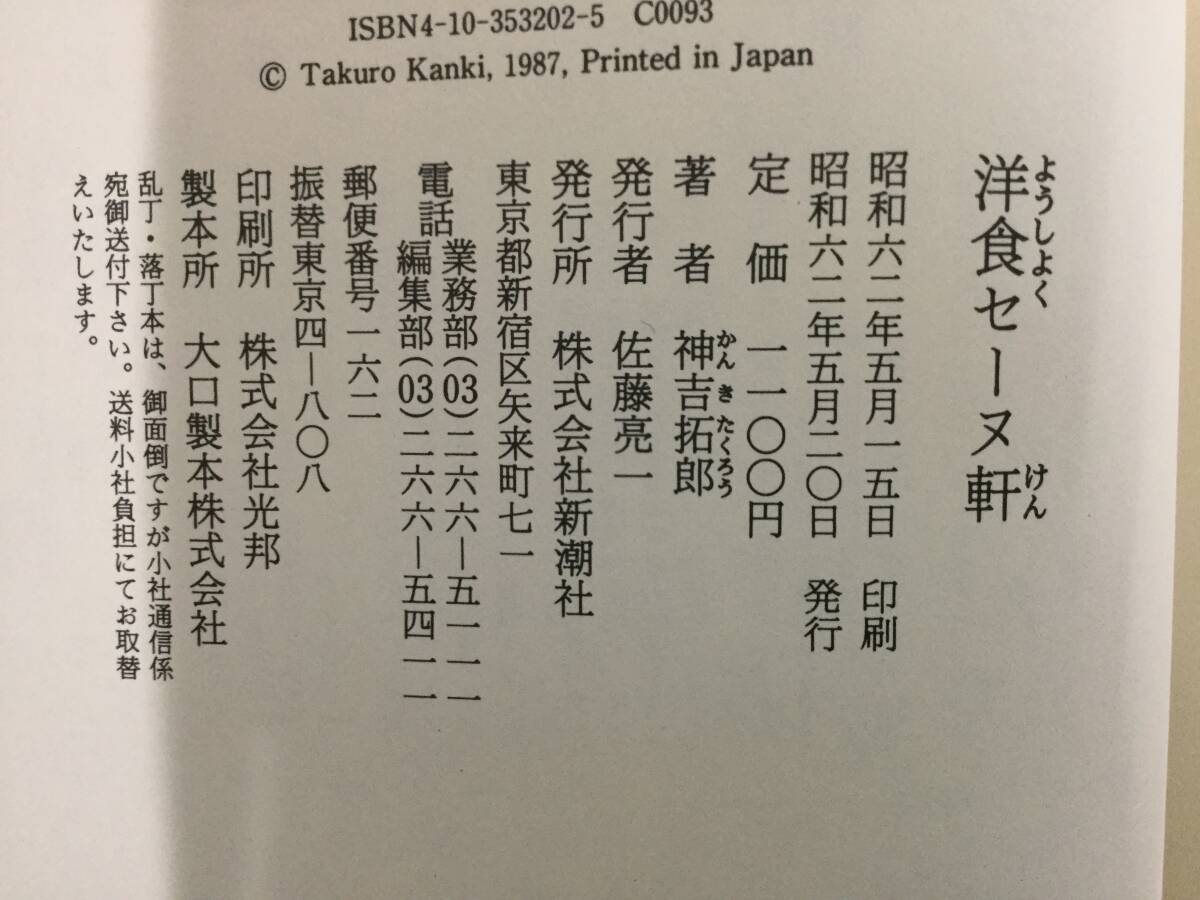 洋食セーヌ軒
ようしよく
けん
昭和六二年五月一五日　印刷
昭和六二年五月二〇日　発行
定　価　一一〇〇円
著　者　神吉拓郎
かんきたくろう
発行者　佐藤亮一
発行所　株式会社新潮社
東京都新宿区矢来町七一
電話
業務部(03)二六六―五一一一
編集部(03)二六六―五四一一
郵便番号一六二
振替東京四―八〇八
印刷所　株式会社光邦
製本所　大口製本株式会社
乱丁・落丁本は、御面倒ですが小社通信係
宛御送付下さい。送料小社負担にてお取替
えいたします。
© Takuro Kanki, 1987, Printed in Japan
ISBN4-10-353202-5 C0093